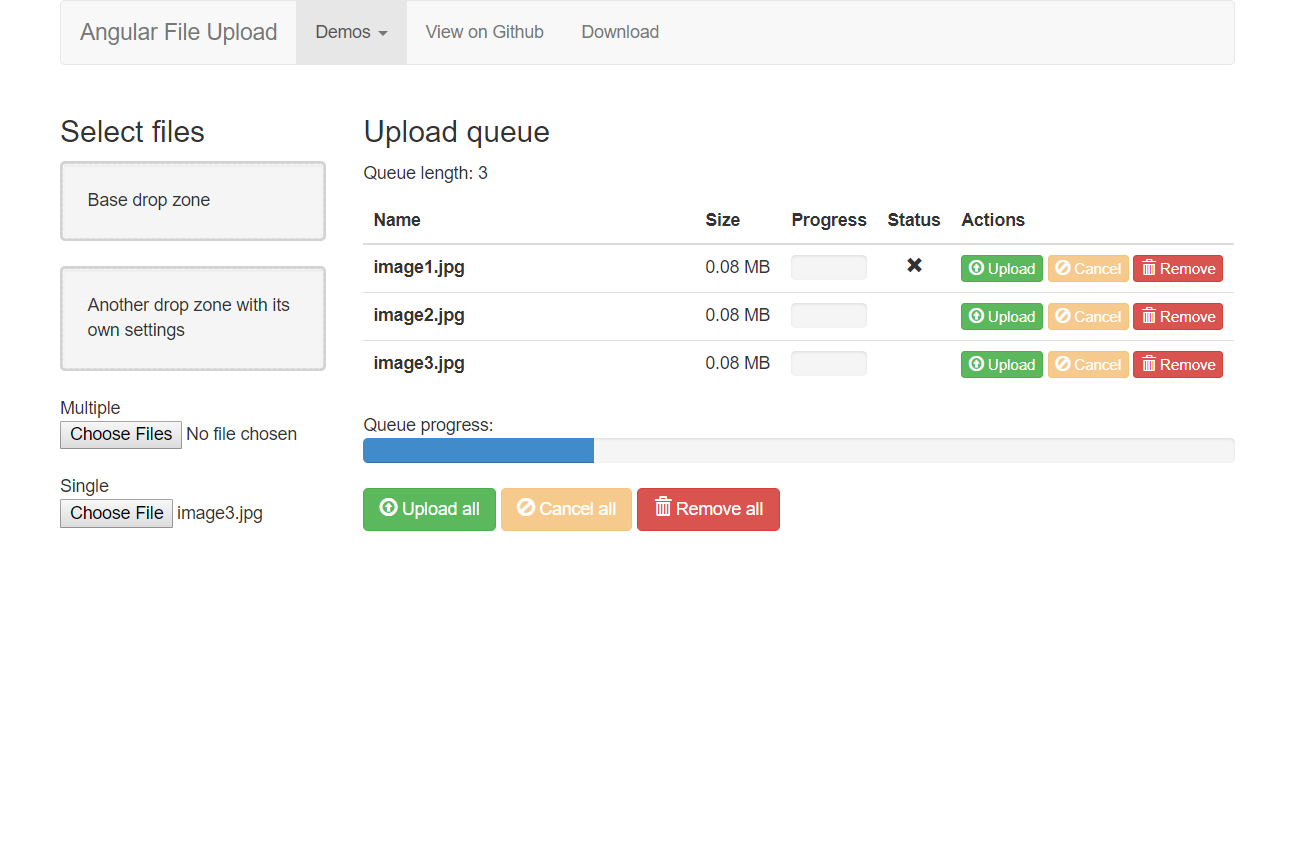 Angular File Upload Demos View on Github Download
Select files
Base drop zone
Another drop zone with its
own settings
Multiple
Choose Files No file chosen
Single
Choose File image3.jpg
Upload queue
Queue length: 3
Name Size Progress Status Actions
image1.jpg 0.08 MB Upload Cancel Remove
image2.jpg 0.08 MB Upload Cancel Remove
image3.jpg 0.08 MB Upload Cancel Remove
Queue progress:
Upload all Cancel all Remove all